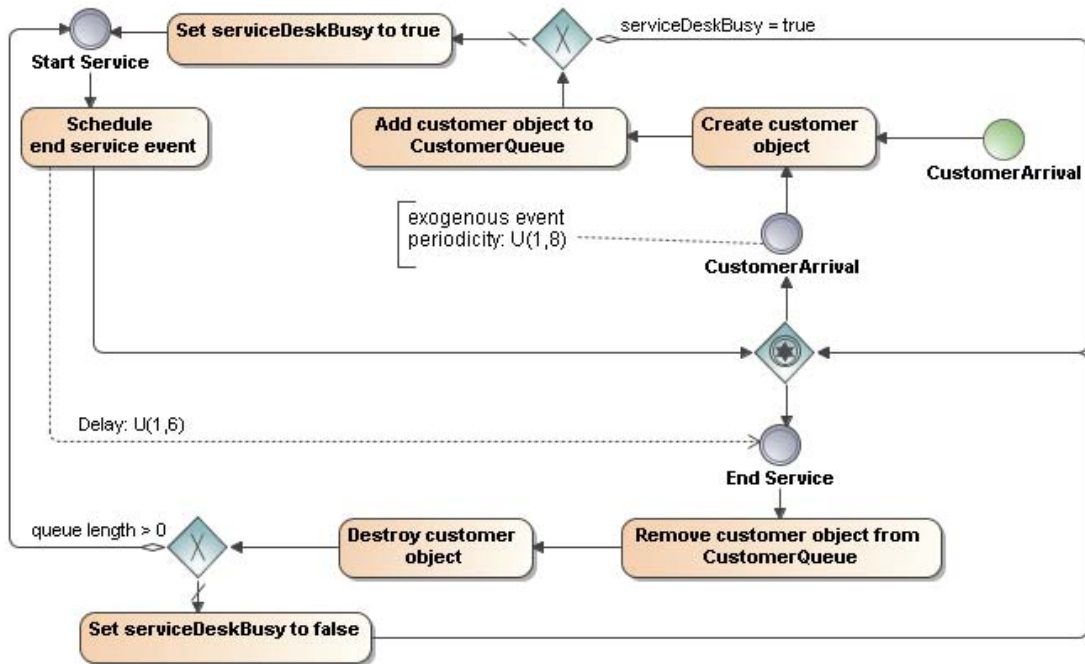 Set serviceDeskBusy to true
serviceDeskBusy = true
Start Service
Schedule
end service event
Add customer object to
CustomerQueue
Create customer
object
CustomerArrival
exogenous event
periodicity: U(1,8)
CustomerArrival
Delay: U(1,6)
End Service
queue length > 0
Destroy customer
object
Remove customer object from
CustomerQueue
Set serviceDeskBusy to false